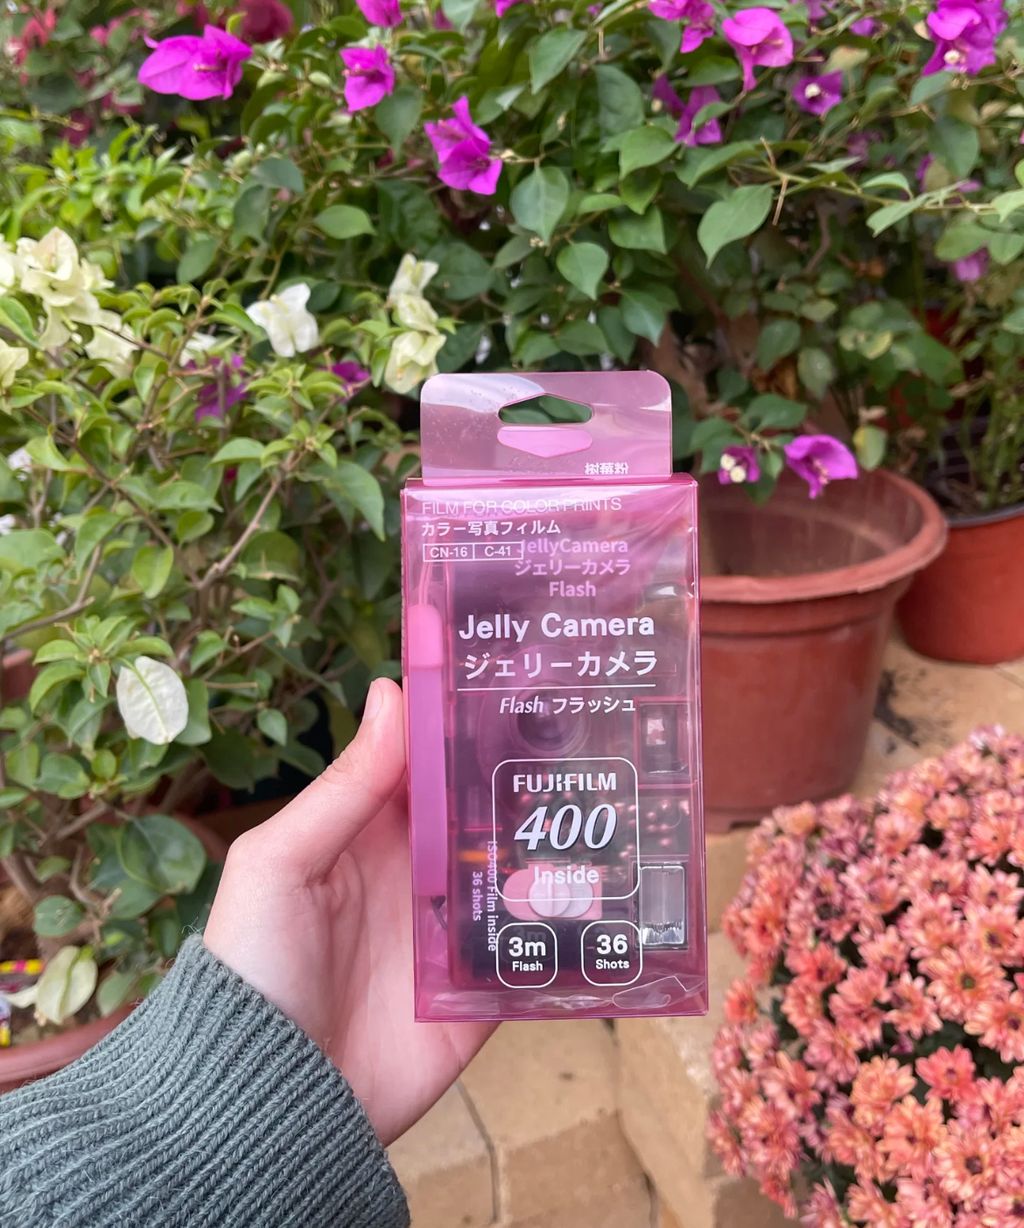 树莓粉
FILM FOR COLOR PRINTS
カラー写真フィルム
CN-16 C-41
JellyCamera
ジェリーカメラ
Flash
Jelly Camera
ジェリーカメラ
Flash フラッシュ
FUJIFILM
400
Inside
ISO400 Film inside
36 shots
3m
Flash
36
Shots